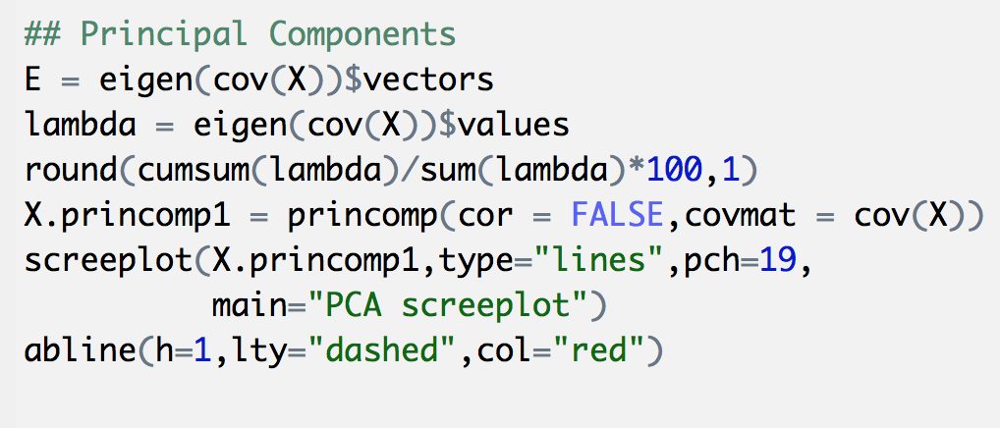 ## Principal Components
E = eigen(cov(X))$vectors
lambda = eigen(cov(X))$values
round(cumsum(lambda)/sum(lambda)*100,1)
X.princomp1 = princomp(cor = FALSE,covmat = cov(X))
screeplot(X.princomp1,type="lines",pch=19,
          main="PCA screeplot")
abline(h=1,lty="dashed",col="red")